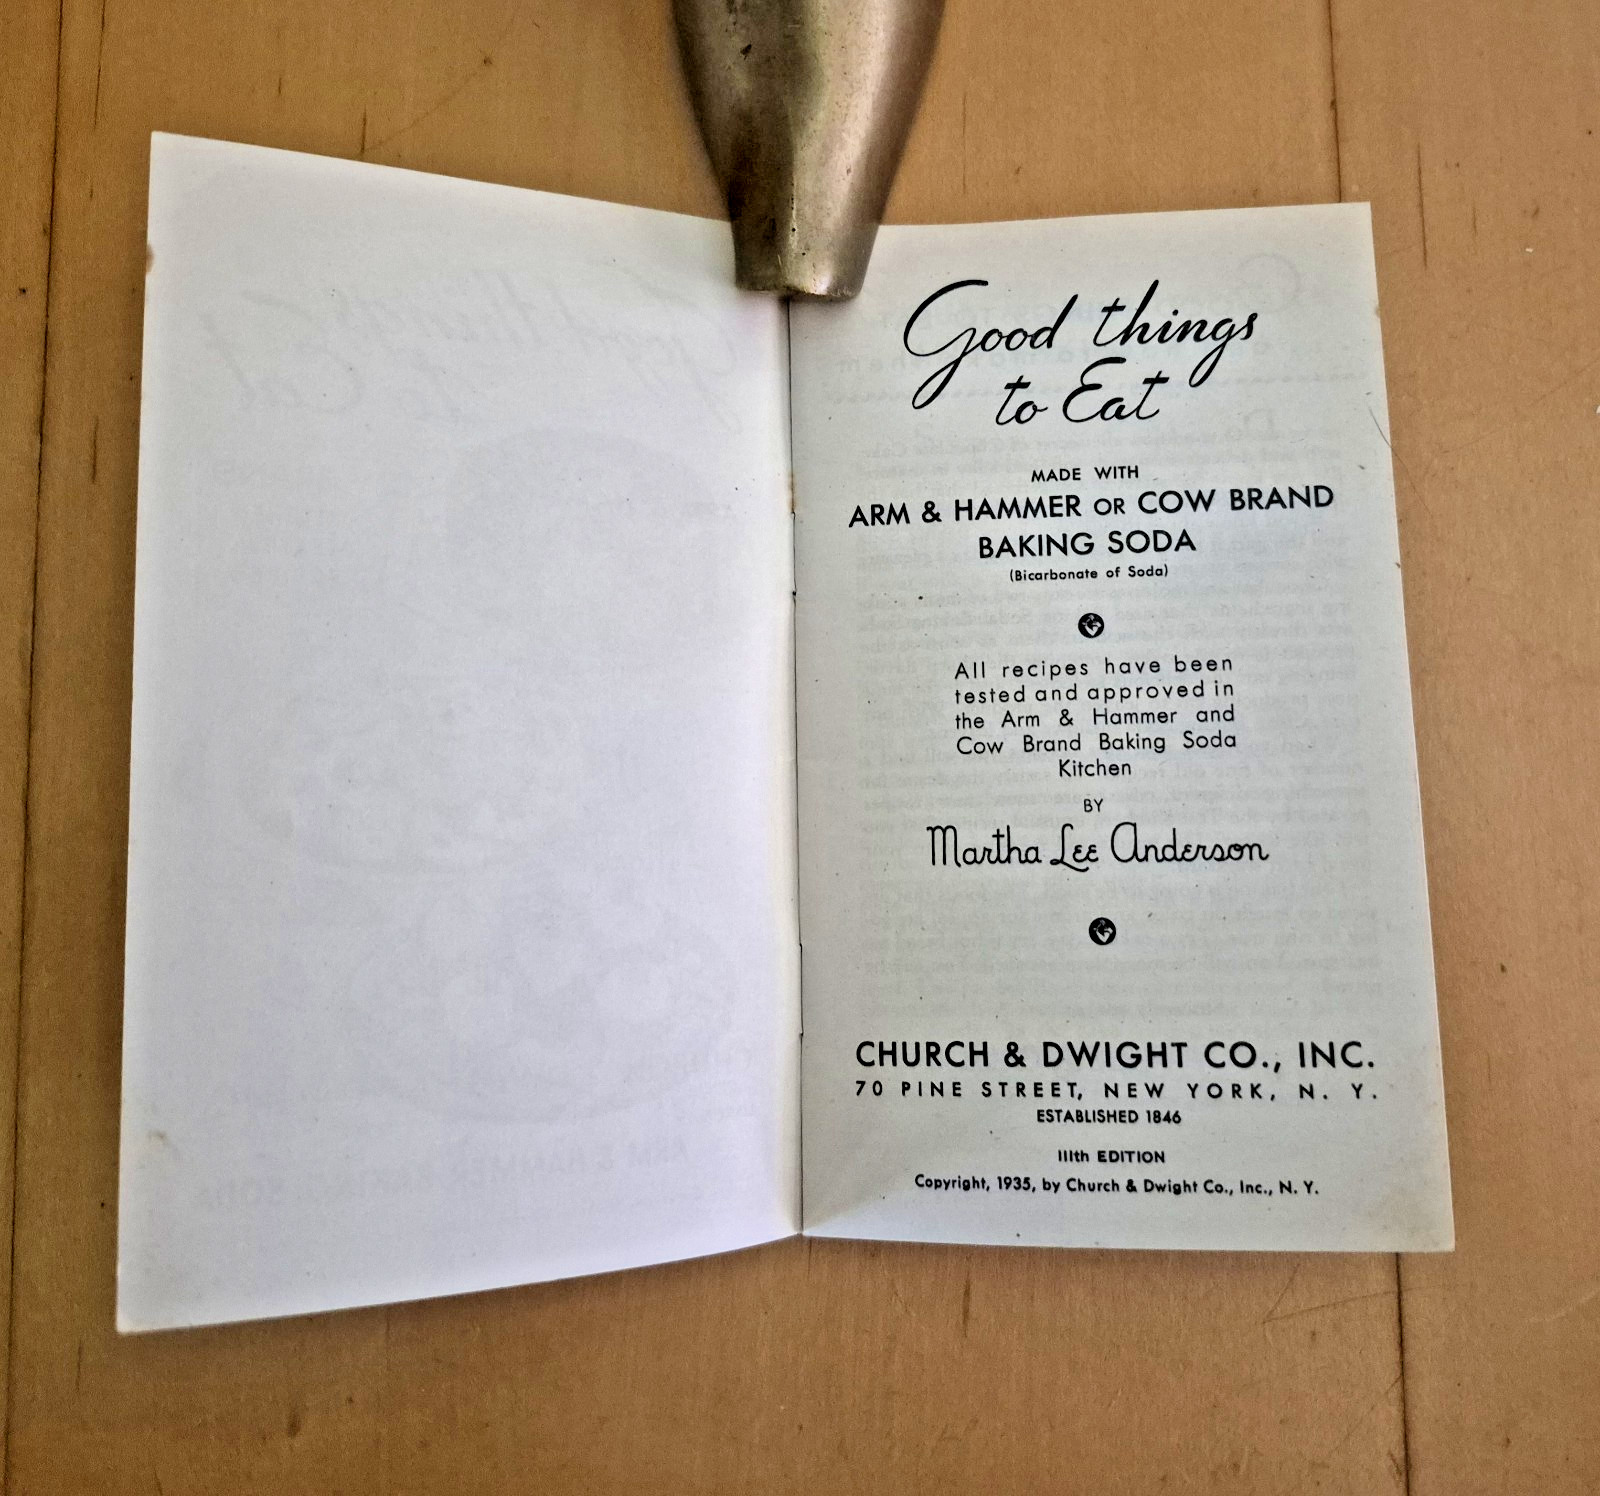 Good things
to Eat
MADE WITH
ARM & HAMMER OR COW BRAND
BAKING SODA
(Bicarbonate of Soda)
All recipes have been
tested and approved in
the Arm & Hammer and
Cow Brand Baking Soda
Kitchen
BY
Martha Lee Anderson
CHURCH & DWIGHT CO., INC.
70 PINE STREET, NEW YORK, N. Y.
ESTABLISHED 1846
111th EDITION
Copyright, 1935, by Church & Dwight Co., Inc., N. Y.